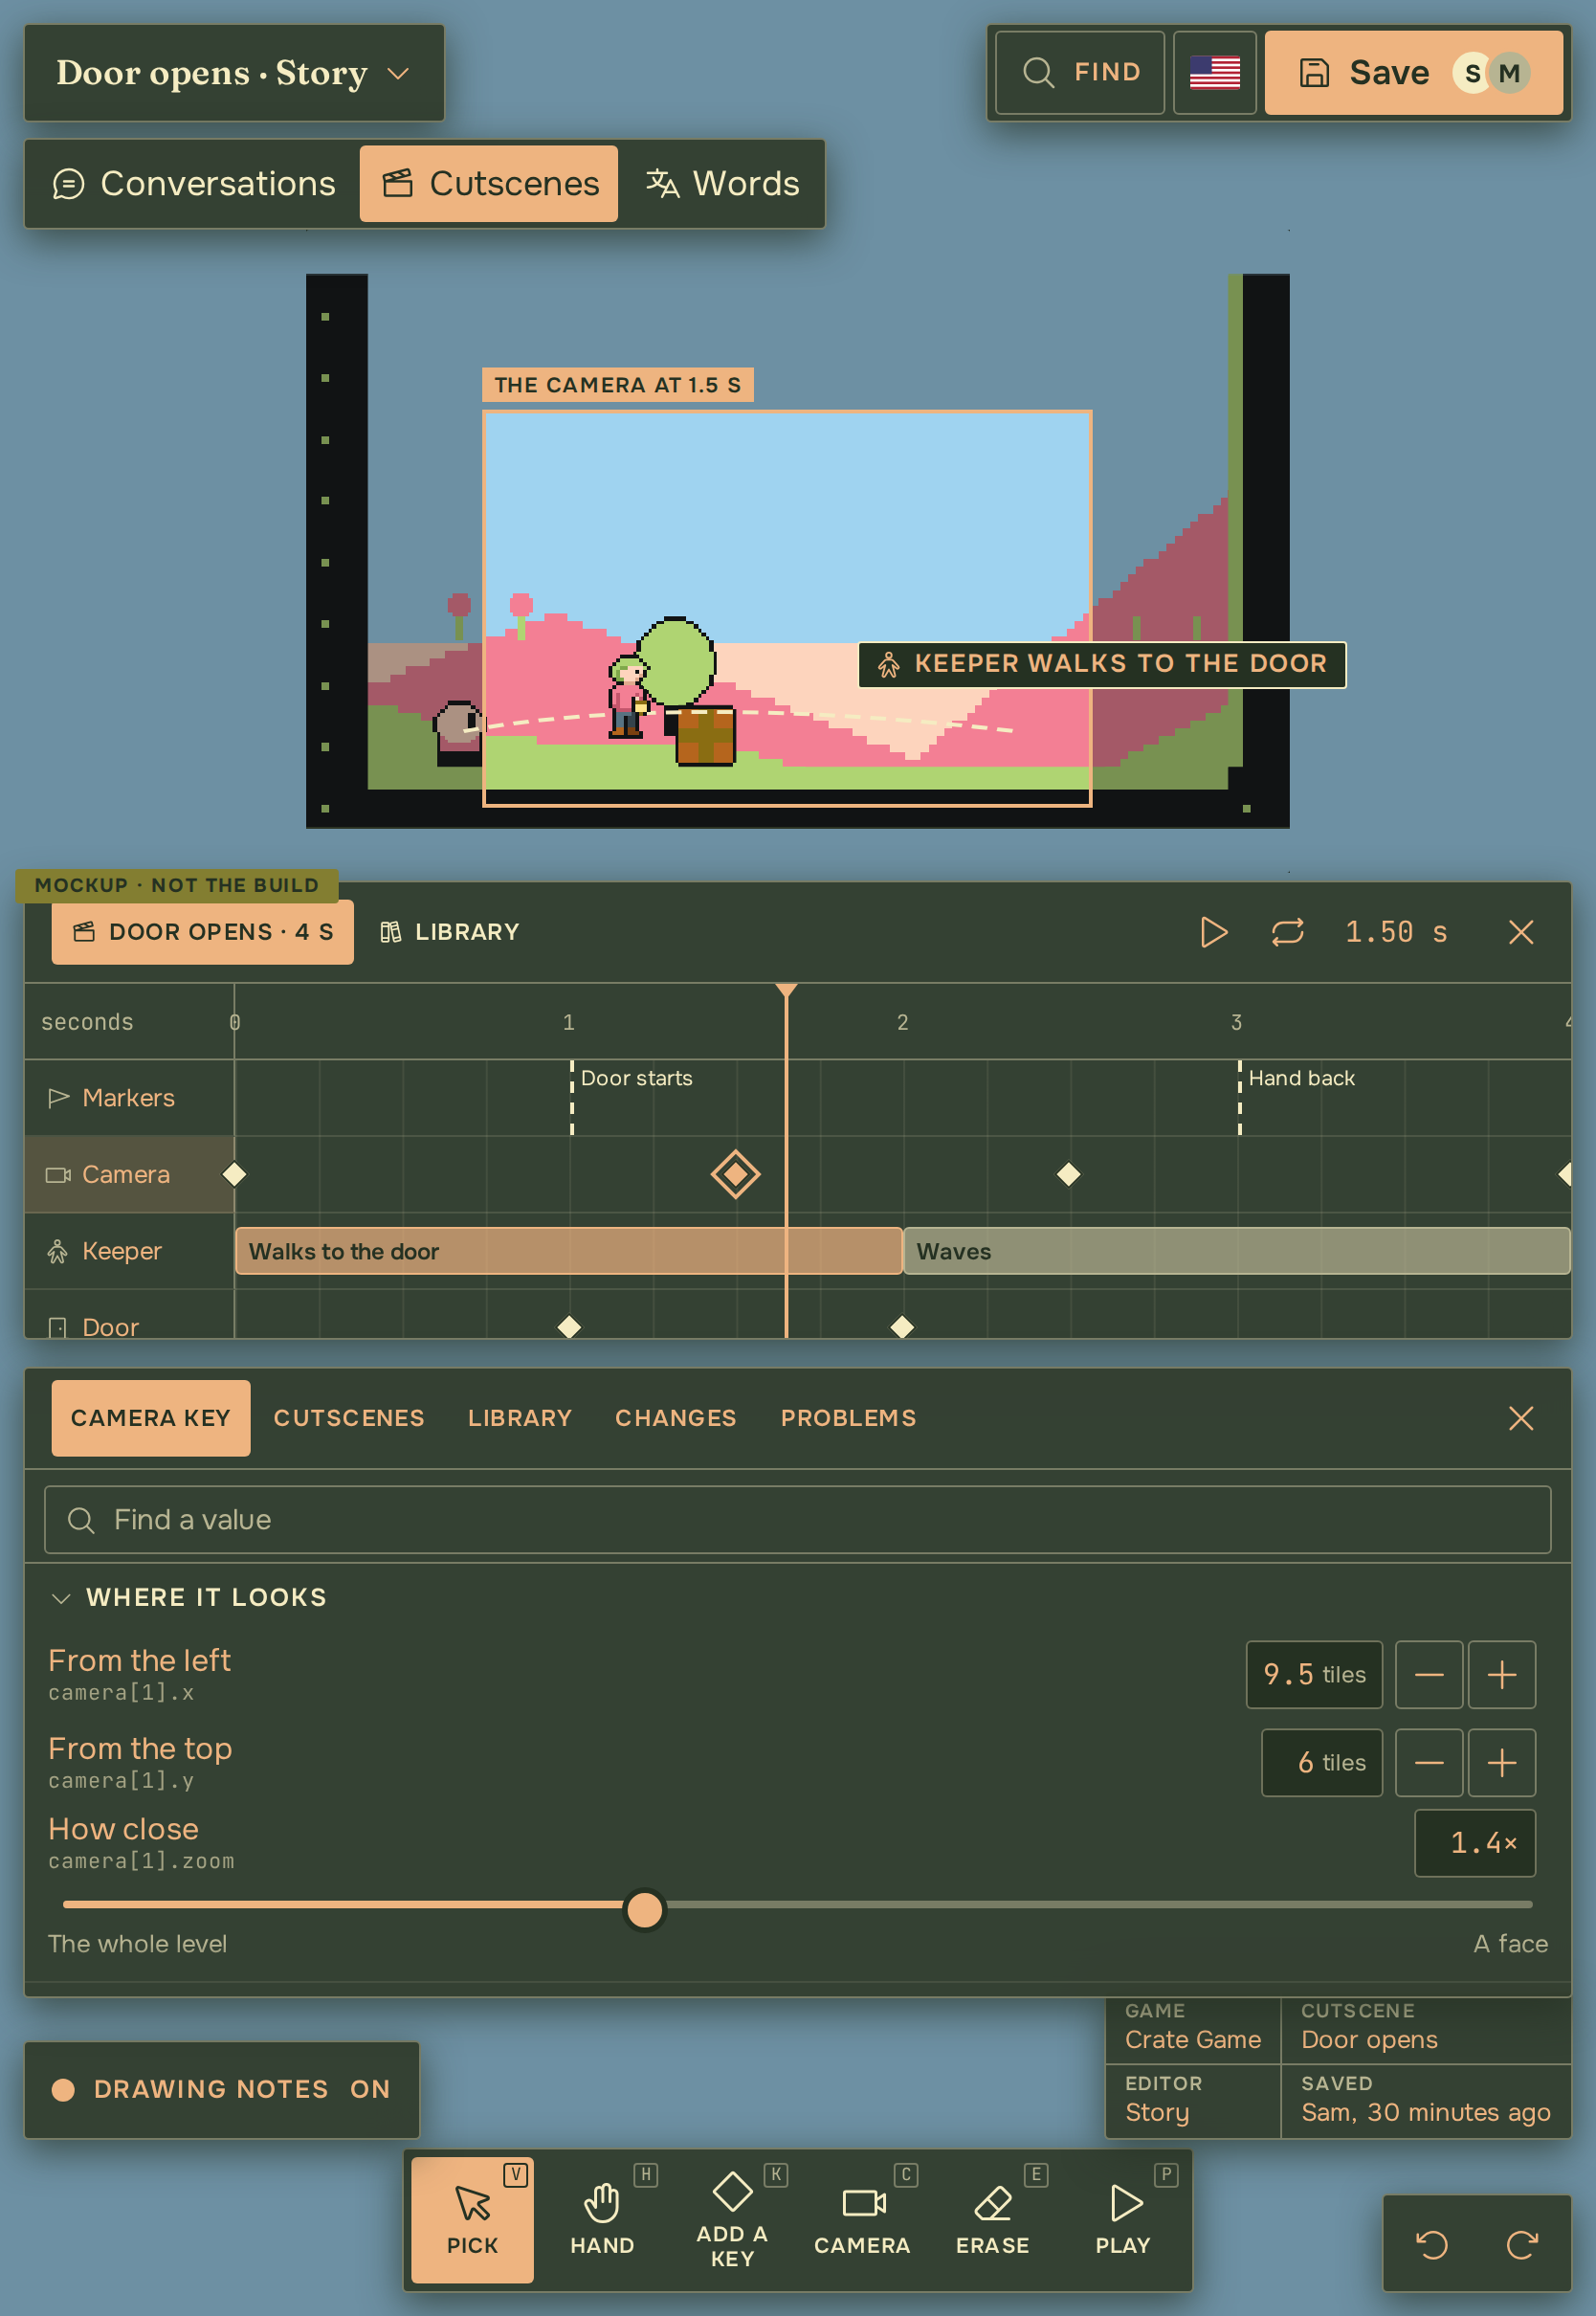 Door opens · Story
FIND
Save
S
M
Conversations
Cutscenes
Words
THE CAMERA AT 1.5 S
KEEPER WALKS TO THE DOOR
MOCKUP · NOT THE BUILD
DOOR OPENS · 4 S
LIBRARY
1.50 s
seconds
0
1
2
3
4
Markers
Door starts
Hand back
Camera
Keeper
Walks to the door
Waves
Door
CAMERA KEY
CUTSCENES
LIBRARY
CHANGES
PROBLEMS
Find a value
WHERE IT LOOKS
From the left
camera[1].x
9.5 tiles
From the top
camera[1].y
6 tiles
How close
camera[1].zoom
1.4×
The whole level
A face
GAME
Crate Game
CUTSCENE
Door opens
EDITOR
Story
SAVED
Sam, 30 minutes ago
DRAWING NOTES ON
V
PICK
H
HAND
K
ADD A
KEY
C
CAMERA
E
ERASE
P
PLAY